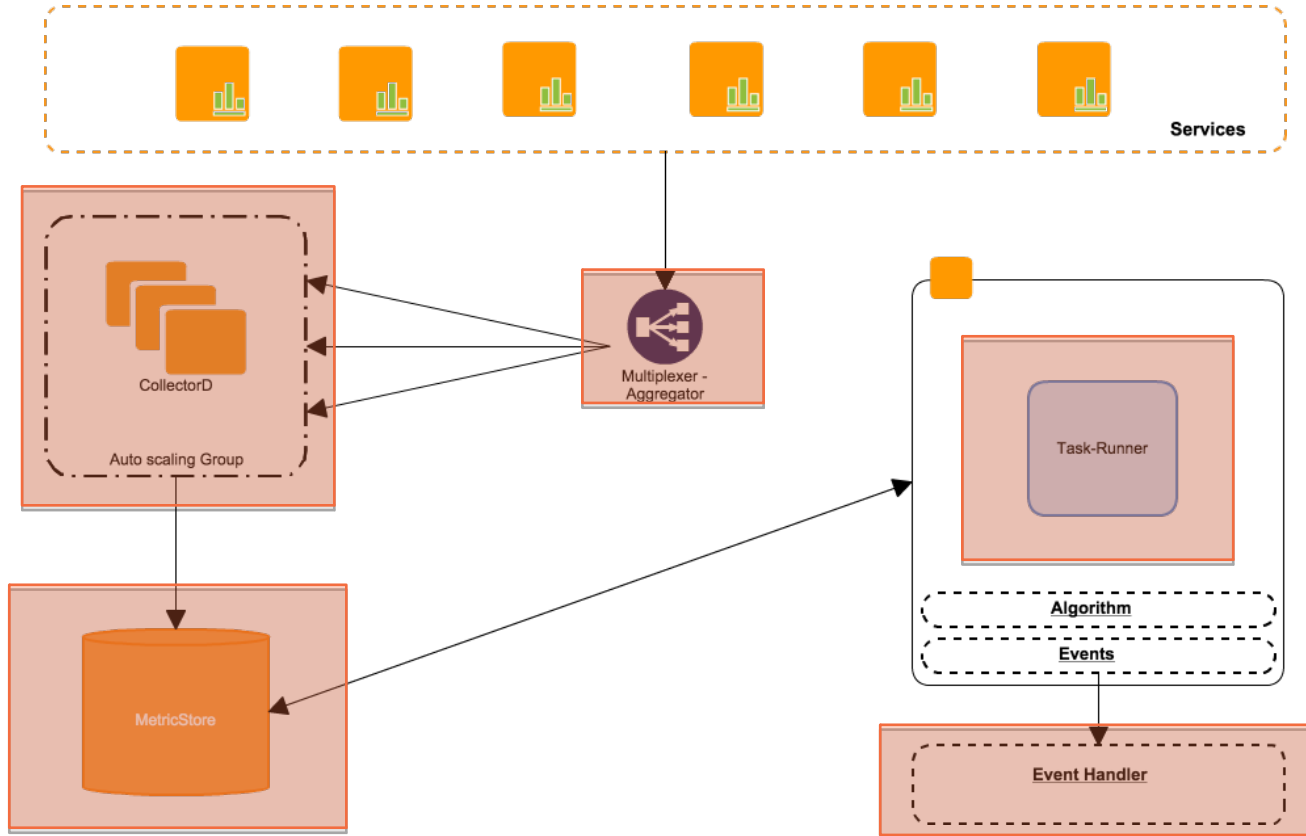 Services
Multiplexer -
Aggregator
CollectorD
Auto scaling Group
Task-Runner
Algorithm
Events
MetricStore
Event Handler